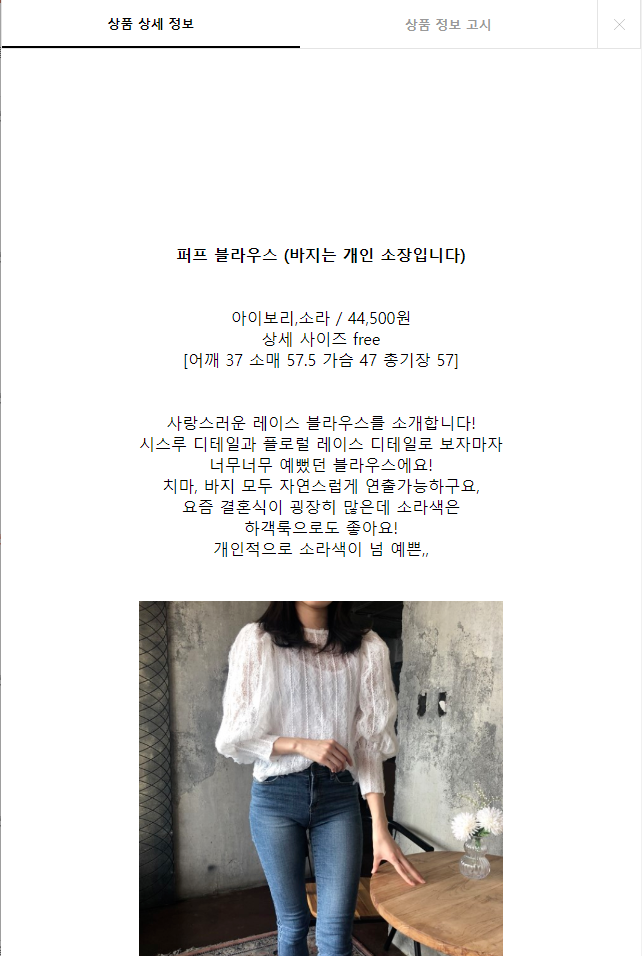 상품 상세 정보
상품 정보 고시
퍼프 블라우스 (바지는 개인 소장입니다)
아이보리,소라 / 44,500원
상세 사이즈 free
[어깨 37 소매 57.5 가슴 47 총기장 57]
사랑스러운 레이스 블라우스를 소개합니다!
시스루 디테일과 플로럴 레이스 디테일로 보자마자
너무너무 예뻤던 블라우스에요!
치마, 바지 모두 자연스럽게 연출가능하구요,
요즘 결혼식이 굉장히 많은데 소라색은
하객룩으로도 좋아요!
개인적으로 소라색이 넘 예쁜,,